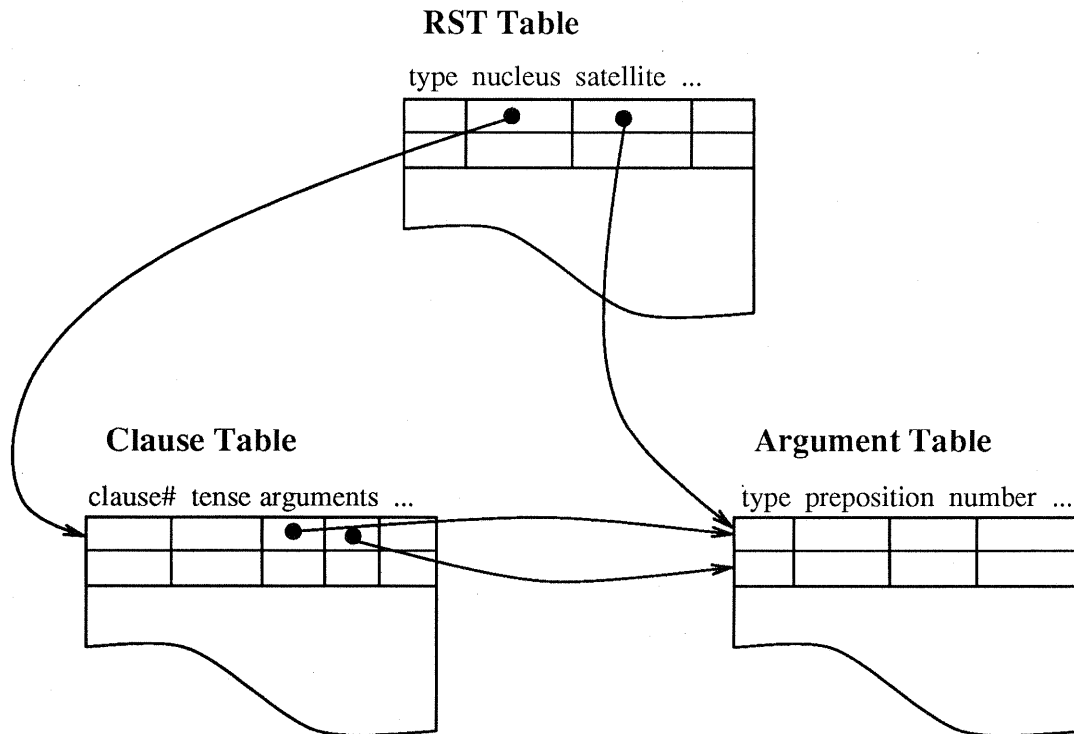 RST Table
type nucleus satellite ...
Clause Table
clause# tense arguments ...
Argument Table
type preposition number ...